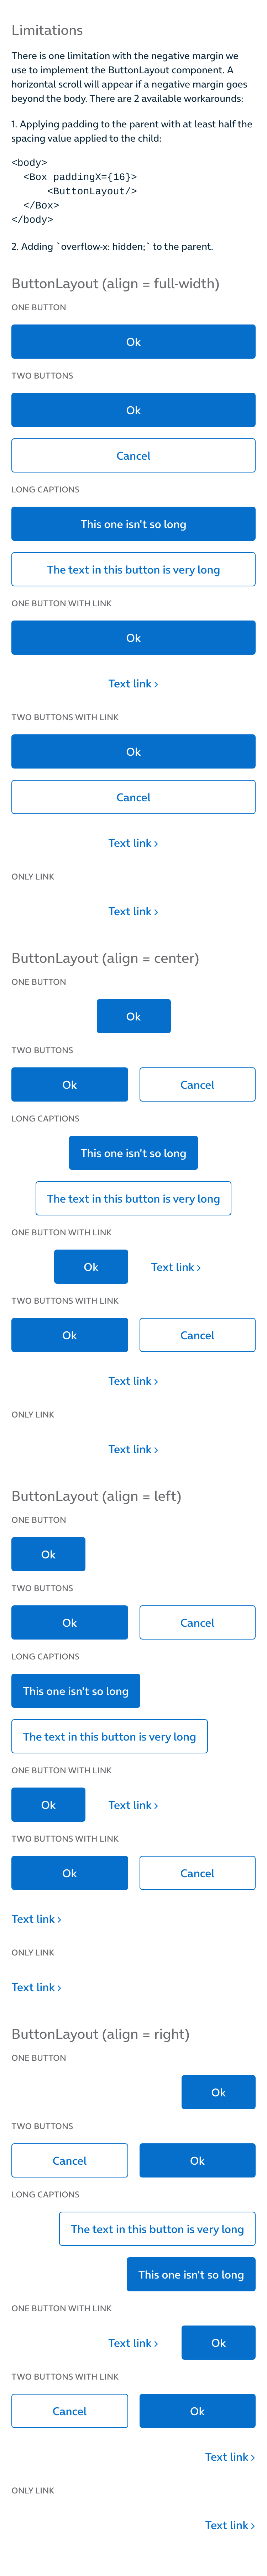 Limitations
There is one limitation with the negative margin we
use to implement the ButtonLayout component. A
horizontal scroll will appear if a negative margin goes
beyond the body. There are 2 available workarounds:
1. Applying padding to the parent with at least half the
spacing value applied to the child:
<body>
<Box paddingX={16}>
<ButtonLayout/>
</Box>
</body>
2. Adding `overflow-x: hidden;` to the parent.
ButtonLayout (align = full-width)
ONE BUTTON
Ok
TWO BUTTONS
Ok
Cancel
LONG CAPTIONS
This one isn't so long
The text in this button is very long
ONE BUTTON WITH LINK
Ok
Text link >
TWO BUTTONS WITH LINK
Ok
Cancel
Text link >
ONLY LINK
Text link >
ButtonLayout (align = center)
ONE BUTTON
Ok
TWO BUTTONS
Ok Cancel
LONG CAPTIONS
This one isn't so long
The text in this button is very long
ONE BUTTON WITH LINK
Ok Text link >
TWO BUTTONS WITH LINK
Ok Cancel
Text link >
ONLY LINK
Text link >
ButtonLayout (align = left)
ONE BUTTON
Ok
TWO BUTTONS
Ok Cancel
LONG CAPTIONS
This one isn't so long
The text in this button is very long
ONE BUTTON WITH LINK
Ok Text link >
TWO BUTTONS WITH LINK
Ok Cancel
Text link >
ONLY LINK
Text link >
ButtonLayout (align = right)
ONE BUTTON
Ok
TWO BUTTONS
Cancel Ok
LONG CAPTIONS
The text in this button is very long
This one isn't so long
ONE BUTTON WITH LINK
Text link > Ok
TWO BUTTONS WITH LINK
Cancel Ok
Text link >
ONLY LINK
Text link >